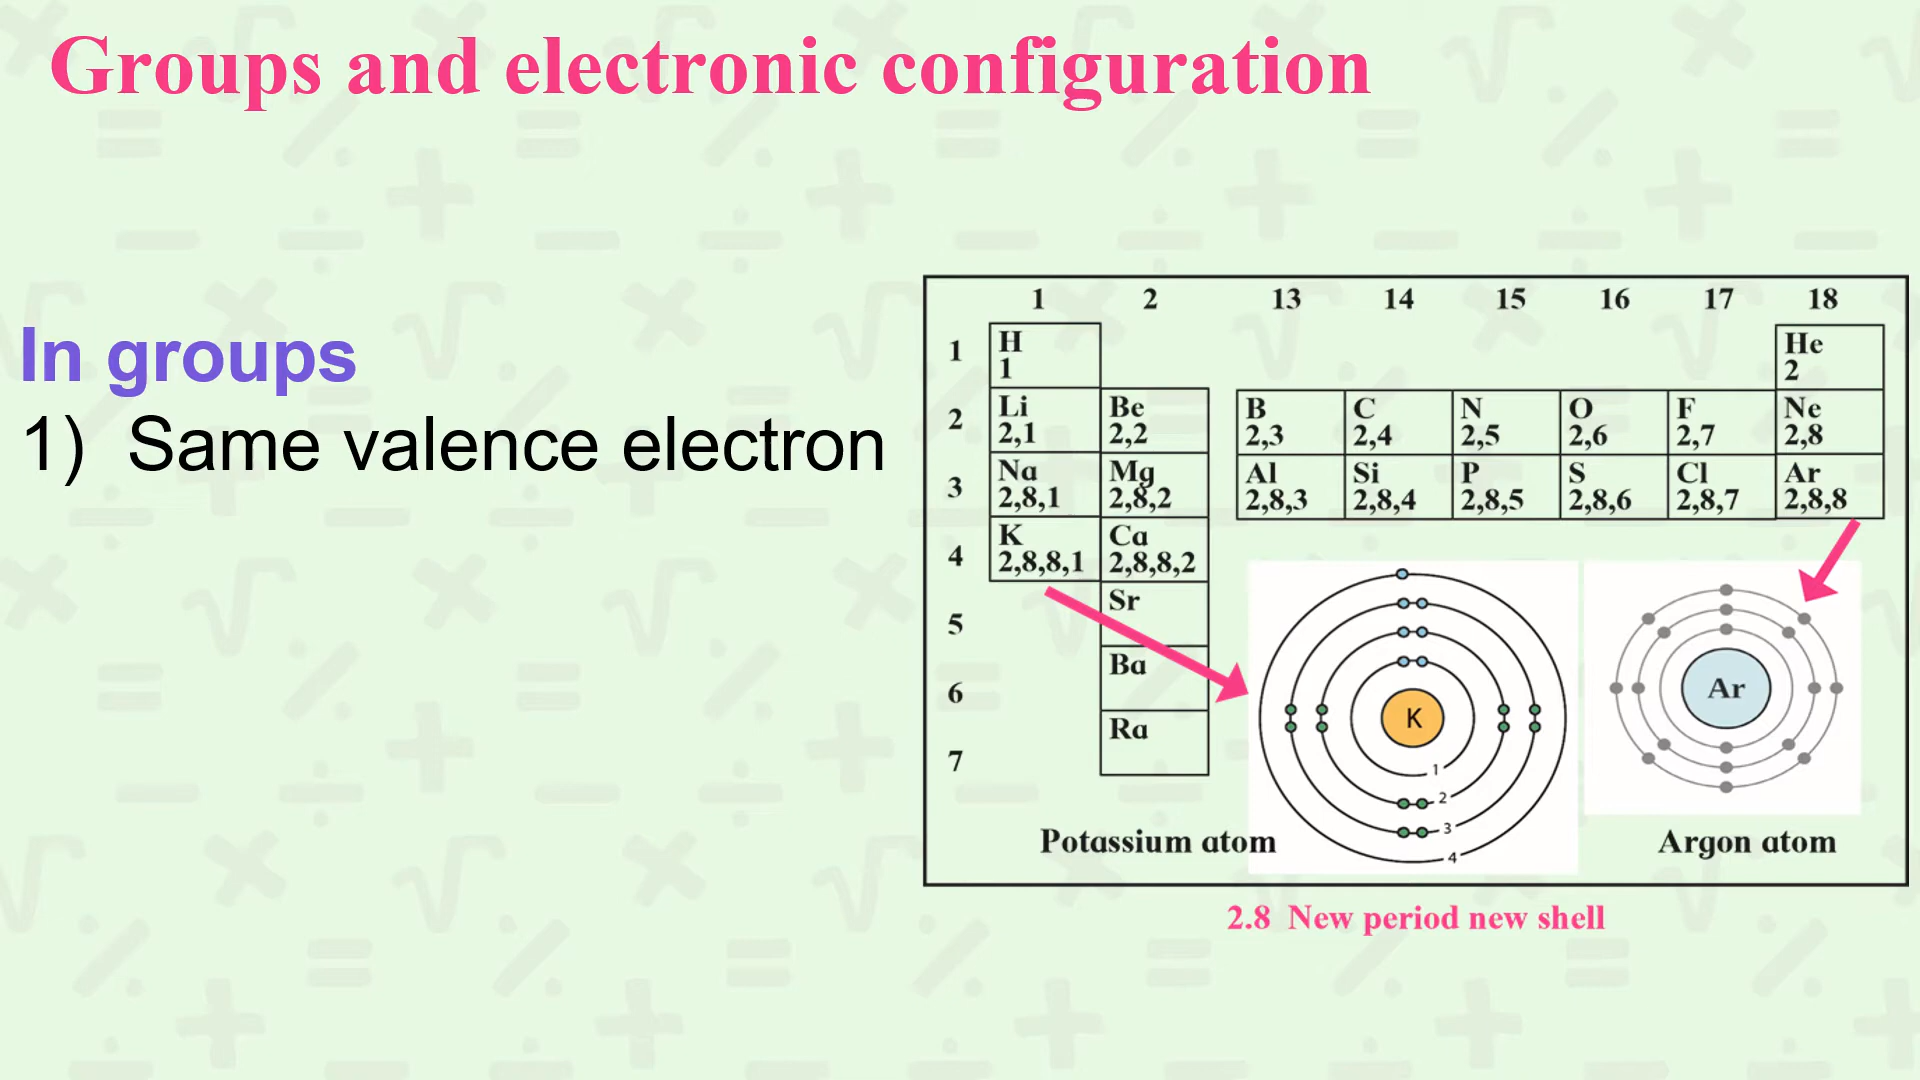 Groups and electronic configuration
In groups
1) Same valence electron
1 2 13 14 15 16 17 18
1
H
1
He
2
2
Li
2,1
Be
2,2
B
2,3
C
2,4
N
2,5
O
2,6
F
2,7
Ne
2,8
3
Na
2,8,1
Mg
2,8,2
Al
2,8,3
Si
2,8,4
P
2,8,5
S
2,8,6
Cl
2,8,7
Ar
2,8,8
4
K
2,8,8,1
Ca
2,8,8,2
5
Sr
6
Ba
7
Ra
K
1
2
3
4
Ar
Potassium atom
Argon atom
2.8 New period new shell